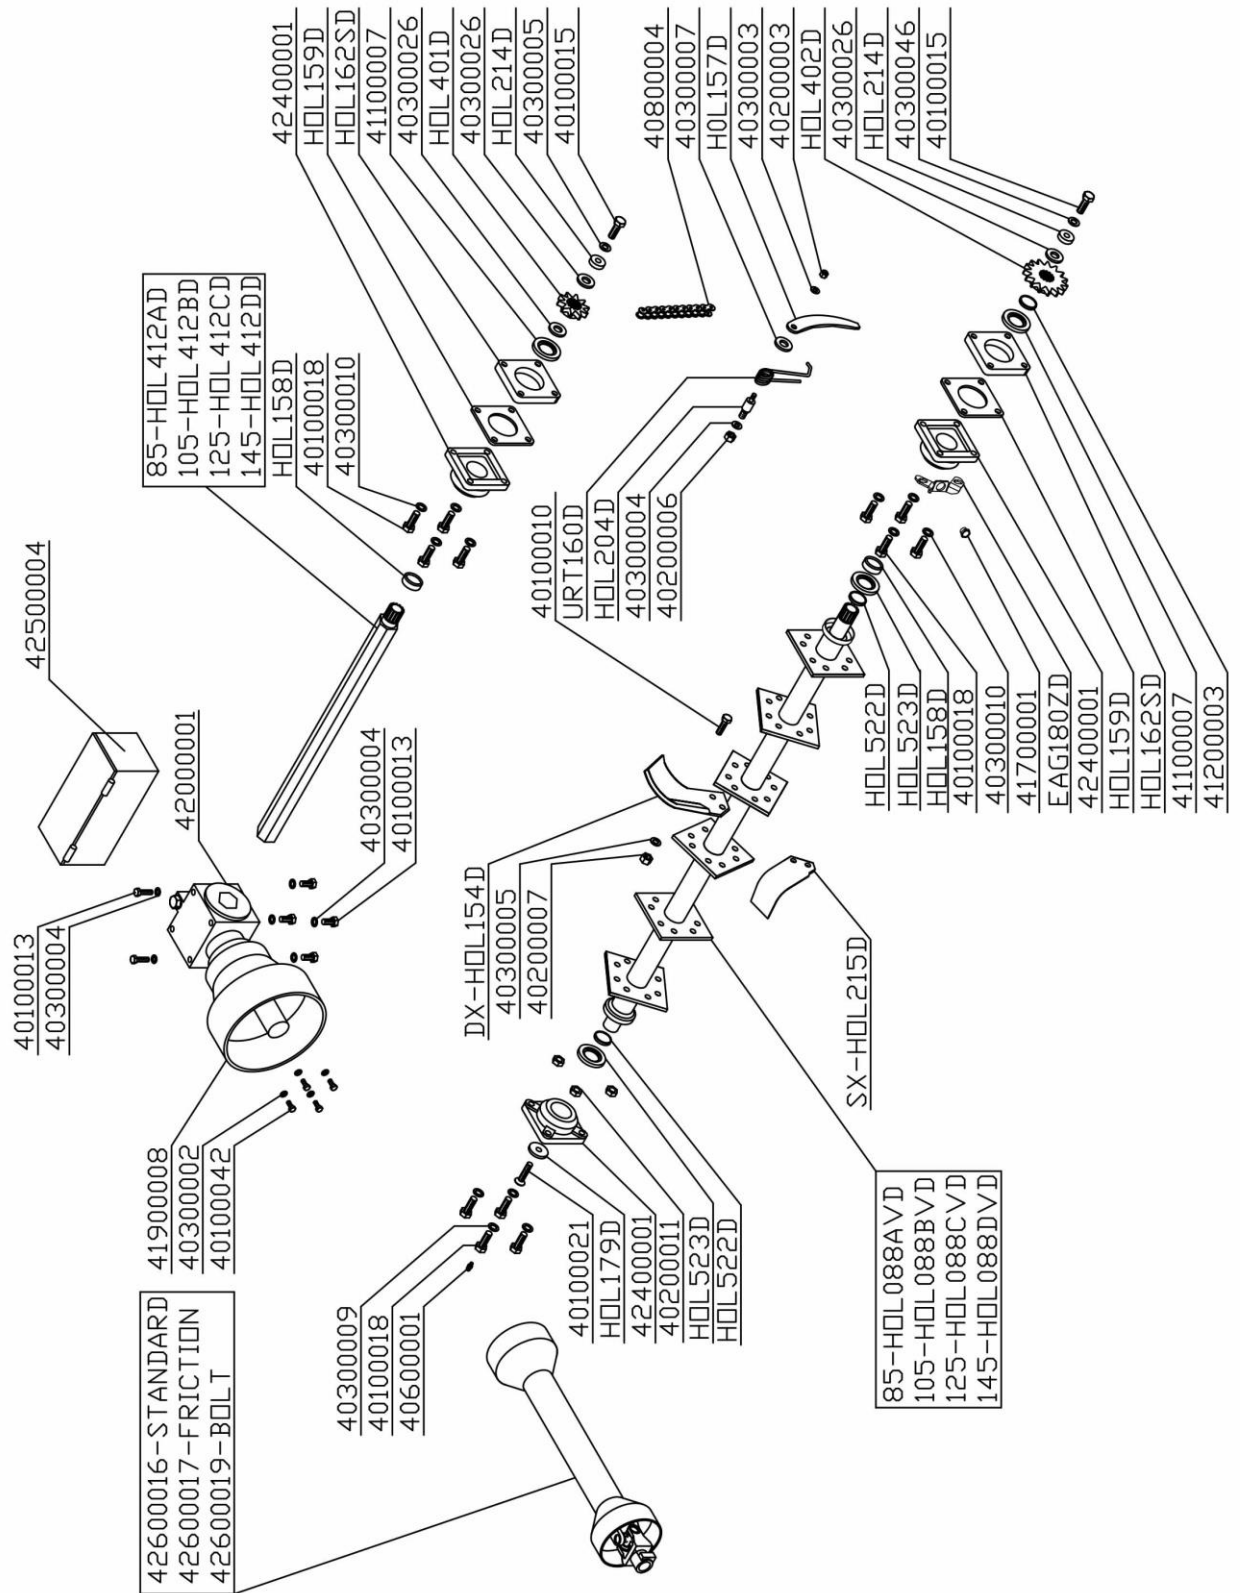 42600016-STANDARD
42600017-FRICTION
42600019-BOLT
41900008
40300002
40100042
40100013
40300004
42500004
42000001
40300004
40100013
85-HOL412AD
105-HOL412BD
125-HOL412CD
145-HOL412DD
HOL158D
40100018
40300010
42400001
HOL159D
HOL162SD
41100007
40300026
HOL401D
40300026
HOL214D
40300005
40100015
40300009
40100018
40600001
40100021
HOL179D
42400001
40200011
HOL523D
HOL522D
DX-HOL154D
40300005
40200007
40100010
URT160D
HOL204D
40300004
40200006
40800004
40300007
HOL157D
40300003
40200003
HOL402D
40300026
HOL214D
40300046
40100015
85-HOL088AVD
105-HOL088BVD
125-HOL088CVD
145-HOL088DVD
SX-HOL215D
HOL522D
HOL523D
HOL158D
40100018
40300010
41700001
EAG180ZD
42400001
HOL159D
HOL162SD
41100007
41200003